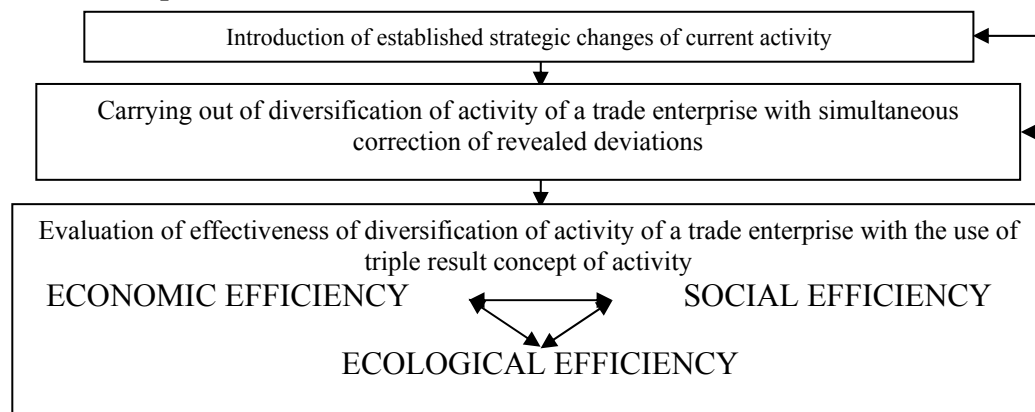 Introduction of established strategic changes of current activity
Carrying out of diversification of activity of a trade enterprise with simultaneous
correction of revealed deviations
Evaluation of effectiveness of diversification of activity of a trade enterprise with the use of
triple result concept of activity
ECONOMIC EFFICIENCY SOCIAL EFFICIENCY
ECOLOGICAL EFFICIENCY